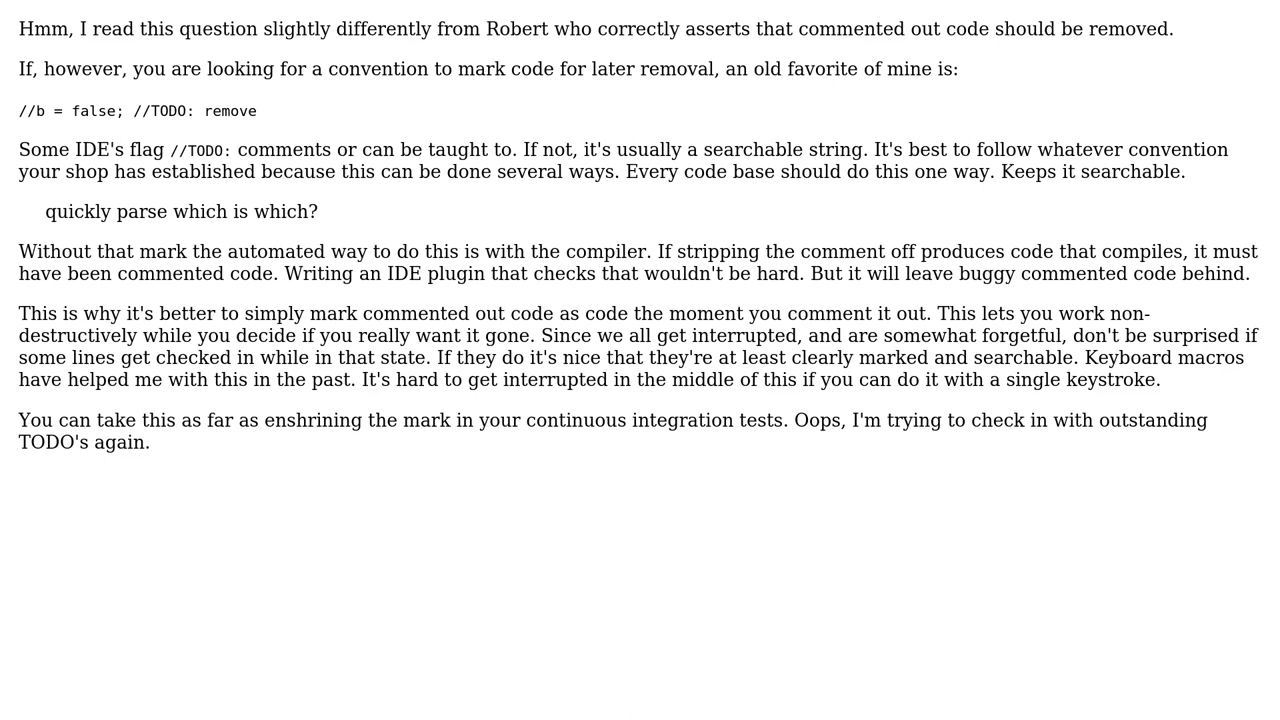 Hmm, I read this question slightly differently from Robert who correctly asserts that commented out code should be removed.
If, however, you are looking for a convention to mark code for later removal, an old favorite of mine is:
//b = false; //TODO: remove
Some IDE's flag //TODO: comments or can be taught to. If not, it's usually a searchable string. It's best to follow whatever convention
your shop has established because this can be done several ways. Every code base should do this one way. Keeps it searchable.
quickly parse which is which?
Without that mark the automated way to do this is with the compiler. If stripping the comment off produces code that compiles, it must
have been commented code. Writing an IDE plugin that checks that wouldn't be hard. But it will leave buggy commented code behind.
This is why it's better to simply mark commented out code as code the moment you comment it out. This lets you work non-
destructively while you decide if you really want it gone. Since we all get interrupted, and are somewhat forgetful, don't be surprised if
some lines get checked in while in that state. If they do it's nice that they're at least clearly marked and searchable. Keyboard macros
have helped me with this in the past. It's hard to get interrupted in the middle of this if you can do it with a single keystroke.
You can take this as far as enshrining the mark in your continuous integration tests. Oops, I'm trying to check in with outstanding
TODO's again.